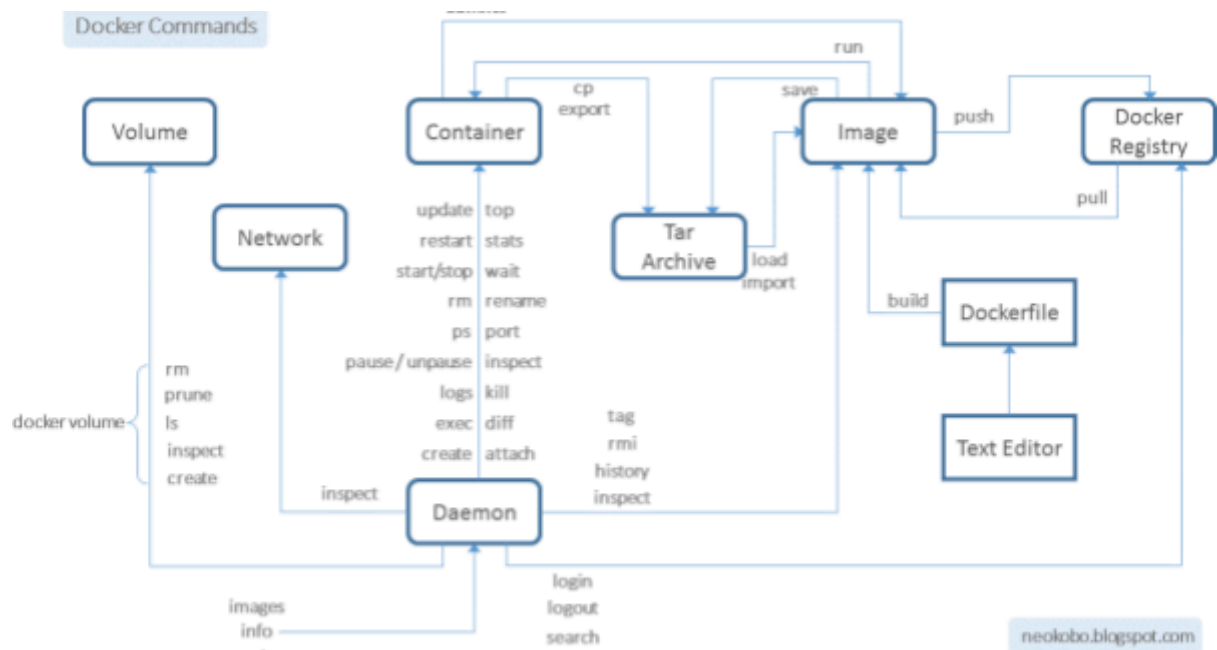 Docker Commands
run
cp
export
save
Volume
Container
Image
push
Docker
Registry
pull
Network
update top
restart stats
start/stop wait
rm rename
ps port
pause / unpause inspect
logs kill
exec diff
create attach
Tar
Archive
load
import
build
Dockerfile
Text Editor
docker volume
rm
prune
ls
inspect
create
tag
rmi
history
inspect
inspect
Daemon
login
logout
search
images
info
neokobo.blogspot.com